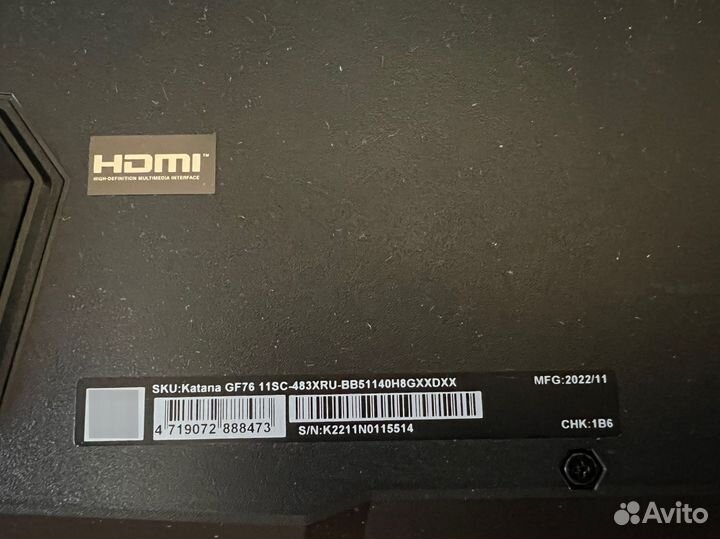 HDMI™
HIGH-DEFINITION MULTIMEDIA INTERFACE
SKU:Katana GF76 11SC-483XRU-BB51140H8GXXDXX
MFG:2022/11
4 719072 888473
S/N:K2211N0115514
CHK:1B6
Avito